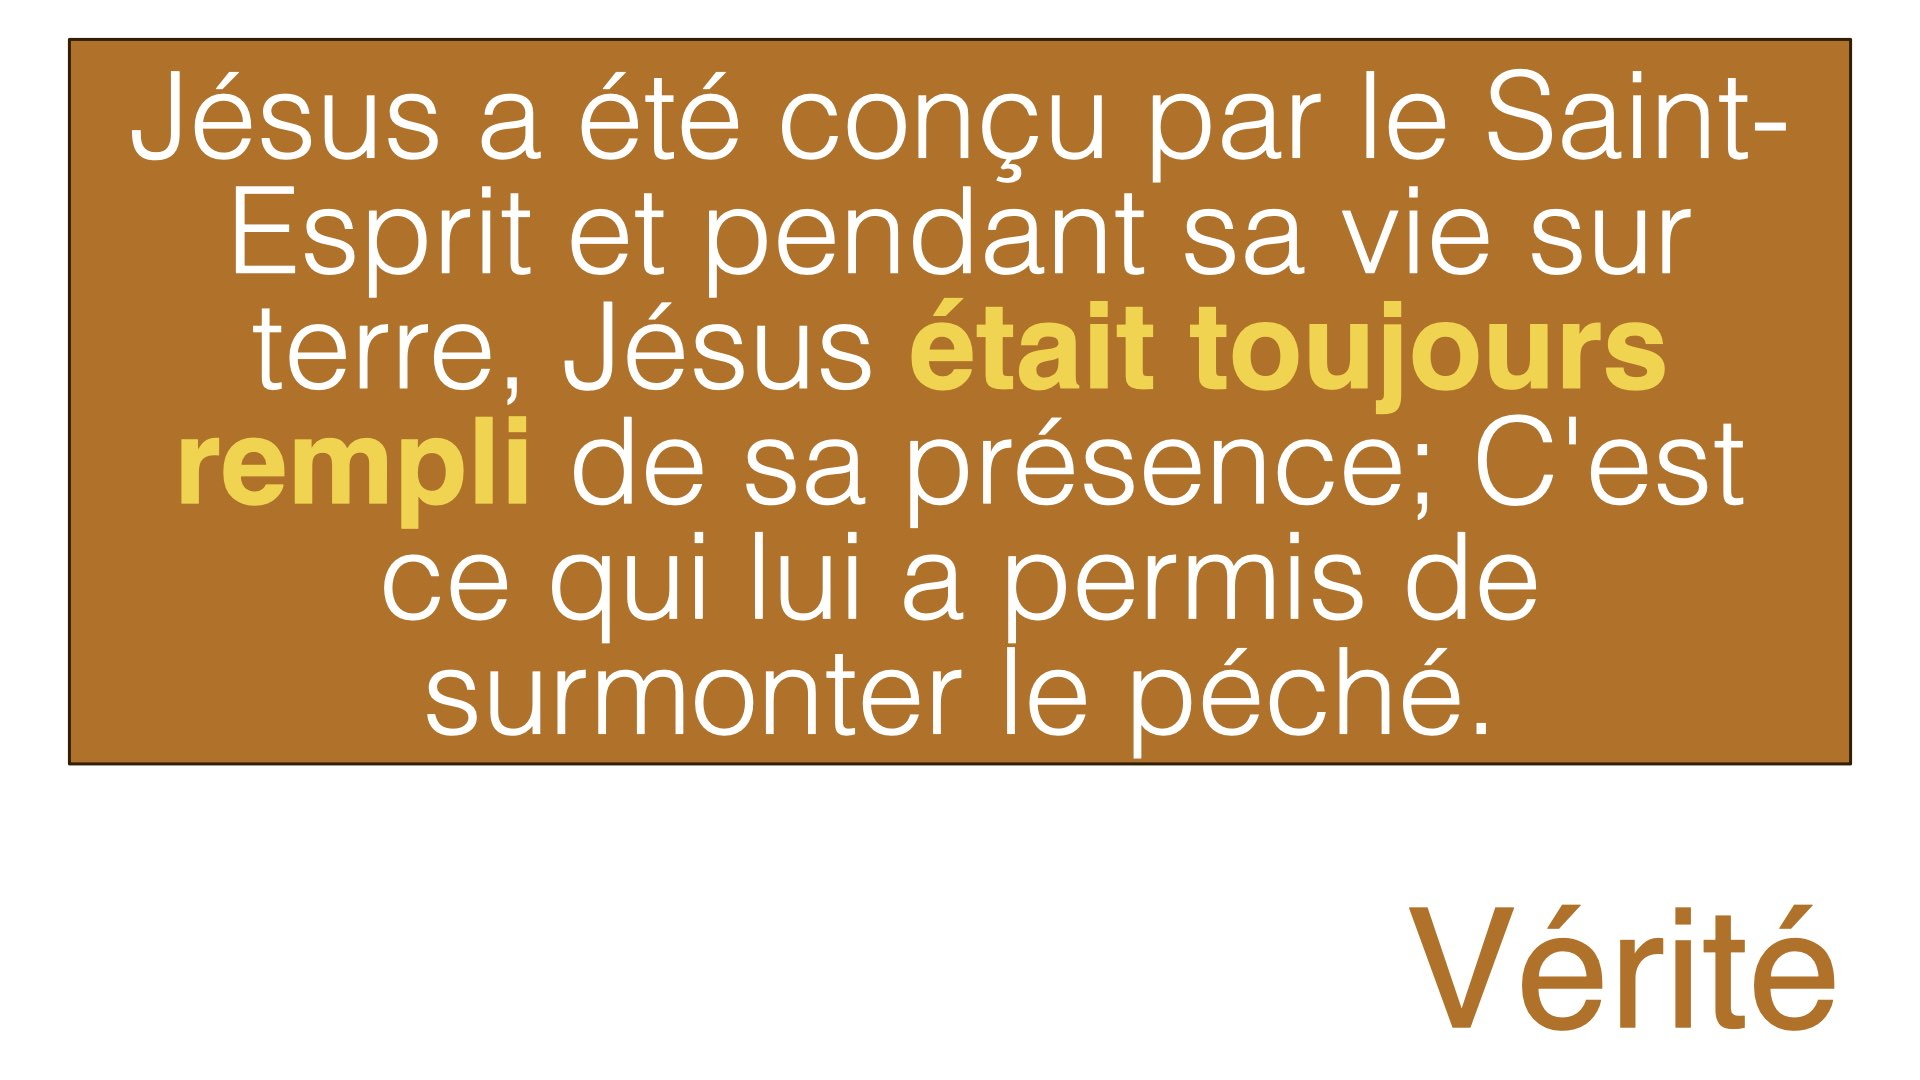 Jésus a été conçu par le Saint-
Esprit et pendant sa vie sur
terre, Jésus était toujours
rempli de sa présence; C'est
ce qui lui a permis de
surmonter le péché.
Vérité